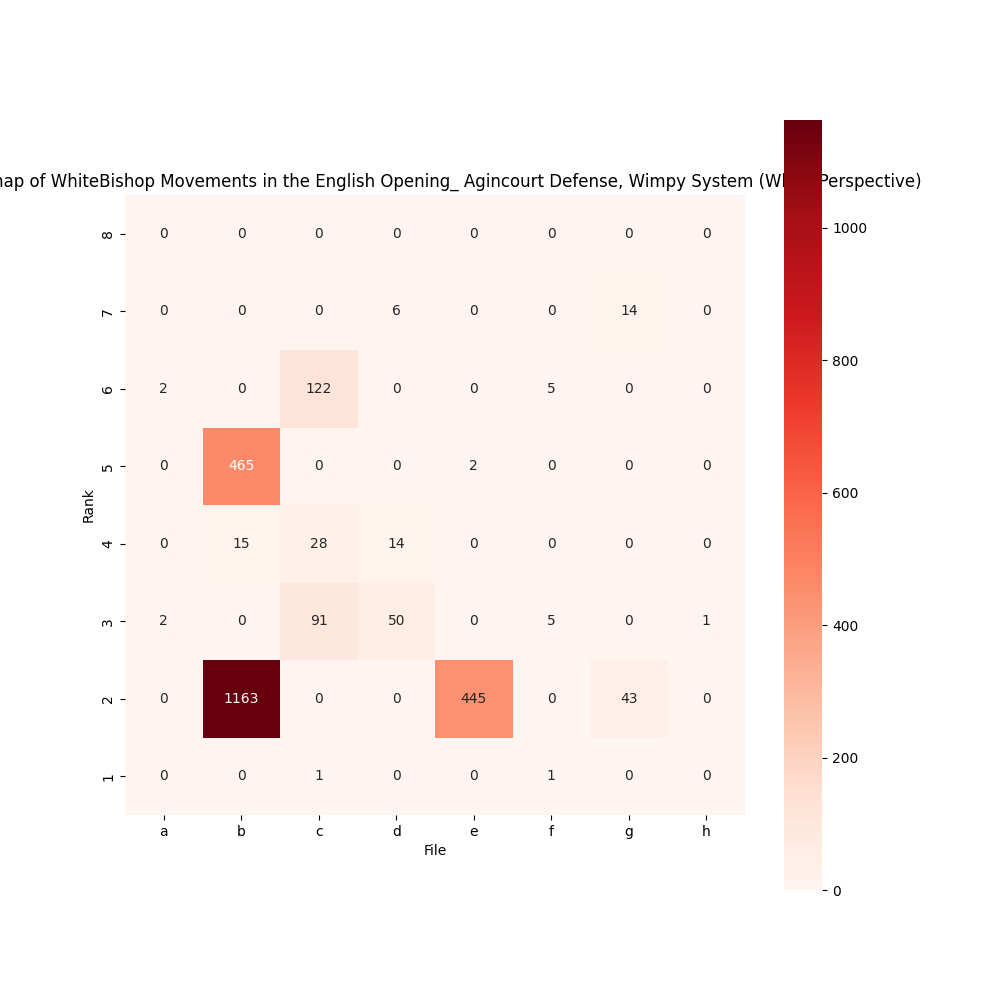 nap of WhiteBishop Movements in the English Opening_ Agincourt Defense, Wimpy System (Wh Perspective)
8 0 0 0 0 0 0 0 0
7 0 0 0 6 0 0 14 0
6 2 0 122 0 0 5 0 0
5 0 465 0 0 2 0 0 0
4 0 15 28 14 0 0 0 0
3 2 0 91 50 0 5 0 1
2 0 1163 0 0 445 0 43 0
1 0 0 1 0 0 1 0 0
a b c d e f g h
File
Rank
1000
800
600
400
200
0